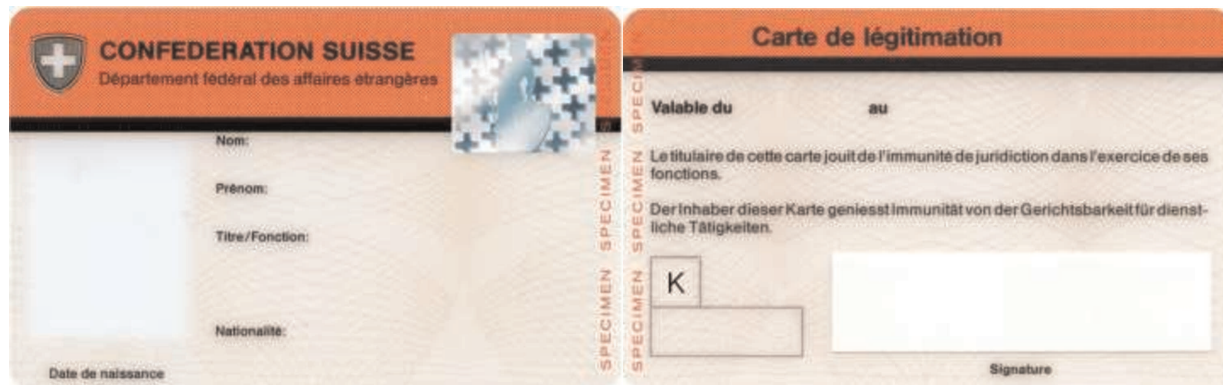 CONFEDERATION SUISSE
Département fédéral des affaires étrangères
Nom:
Prénom:
Titre/Fonction:
Nationalité:
Date de naissance
SPECIMEN SPECIMEN SPECIMEN
Carte de légitimation
Valable du au
Le titulaire de cette carte jouit de l'immunité de juridiction dans l'exercice de ses
fonctions.
Der Inhaber dieser Karte geniesst Immunität von der Gerichtsbarkeit für dienst-
liche Tätigkeiten.
K
Signature
SPECIMEN SPECIMEN SPECIMEN